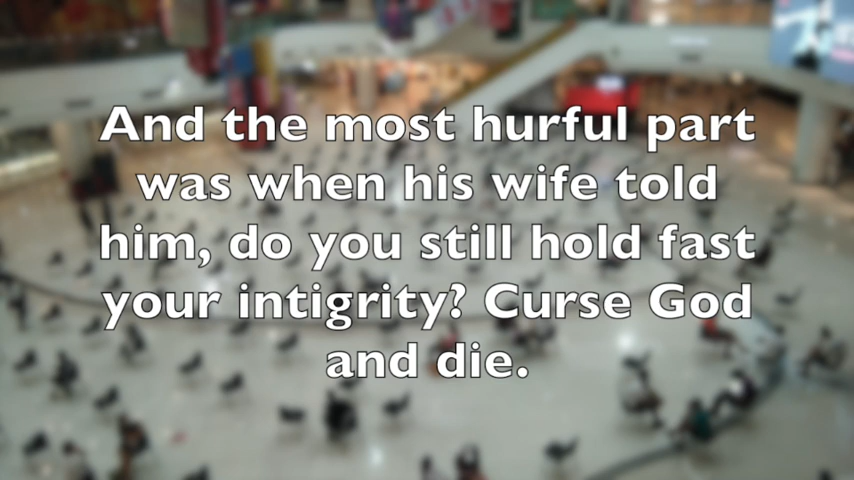 And the most hurful part
was when his wife told
him, do you still hold fast
your intigrity? Curse God
and die.